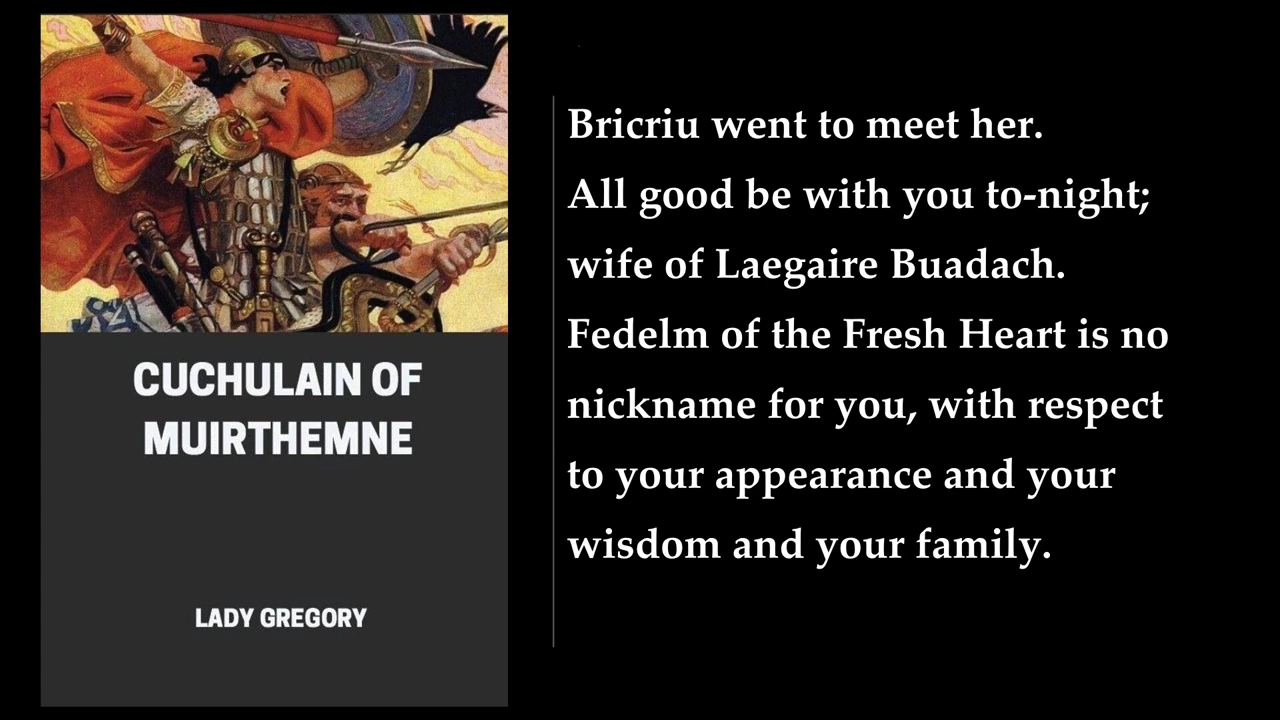 CUCHULAIN OF
MUIRTHEMNE
LADY GREGORY
Bricriu went to meet her.
All good be with you to-night;
wife of Laegaire Buadach.
Fedelm of the Fresh Heart is no
nickname for you, with respect
to your appearance and your
wisdom and your family.